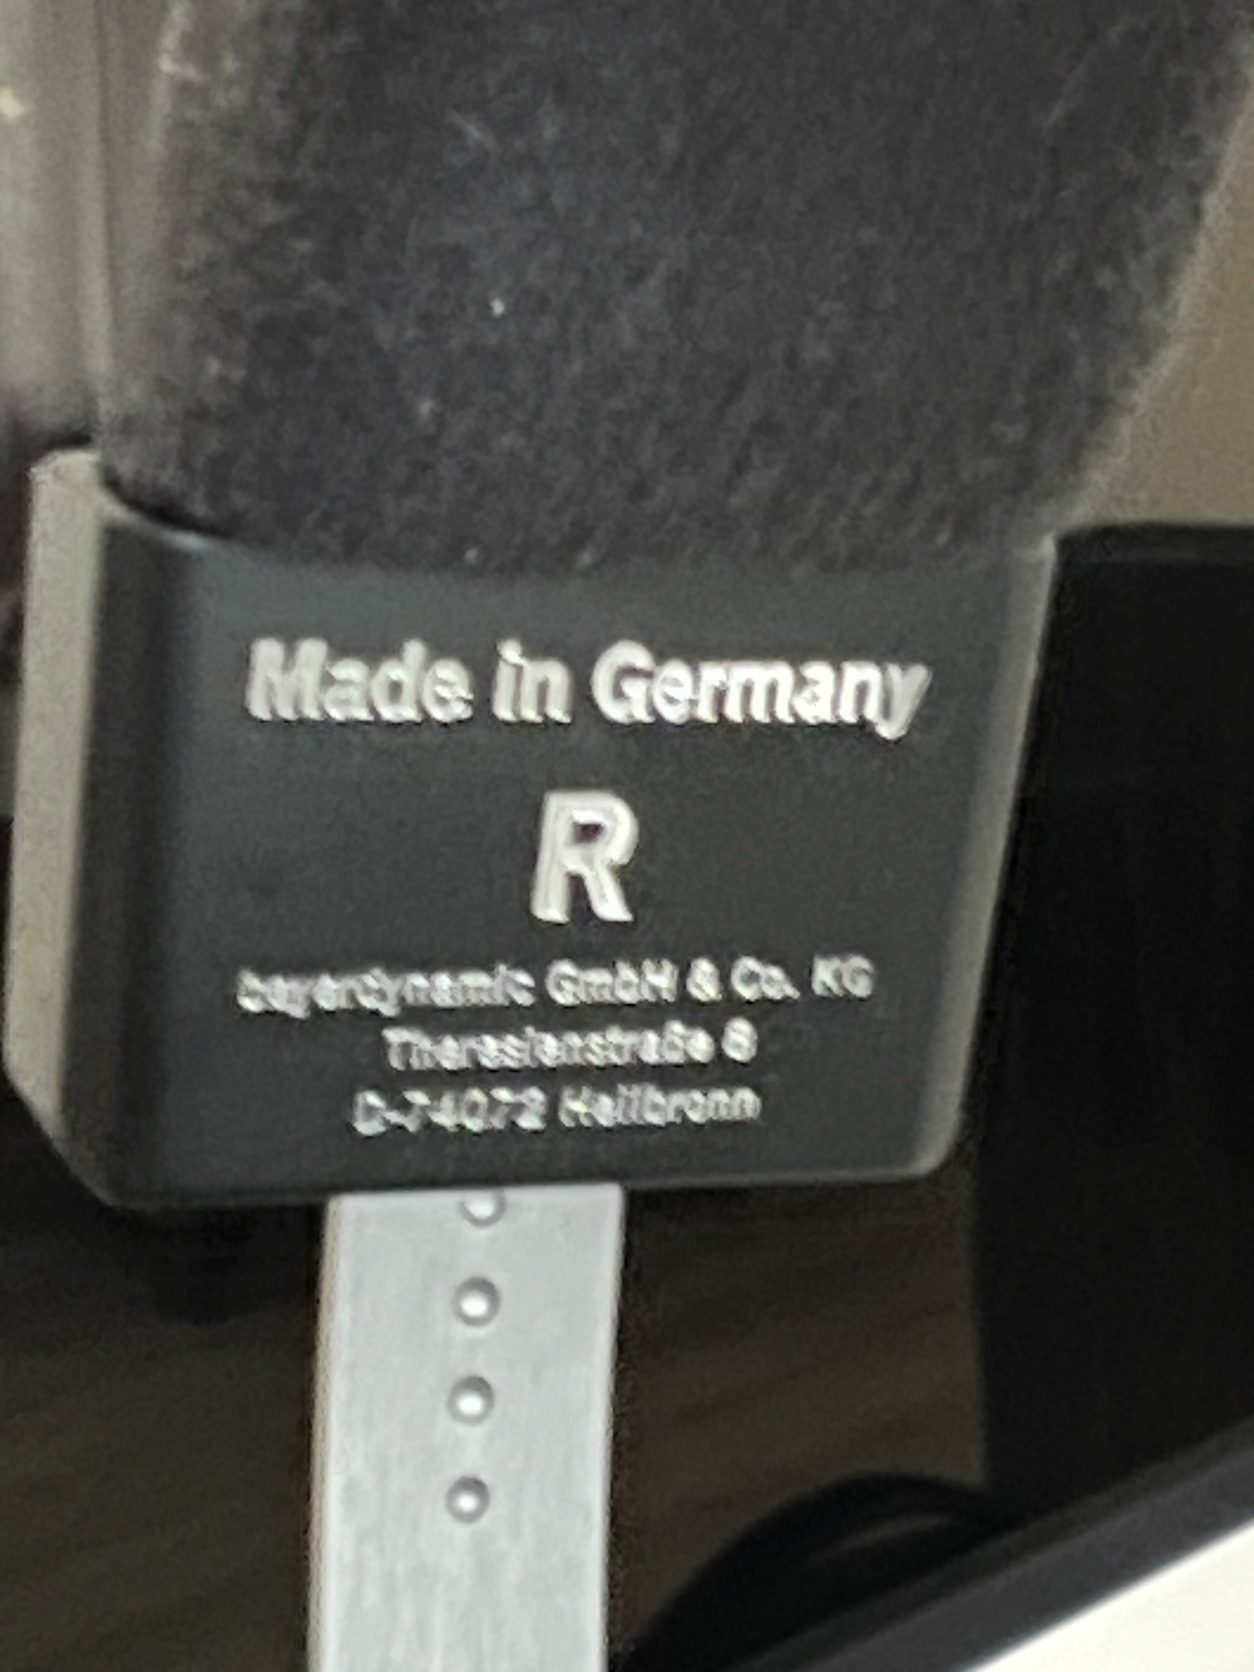 Made in Germany
R
beyerdynamic GmbH & Co. KG
Theresienstraße 8
D-74072 Heilbronn